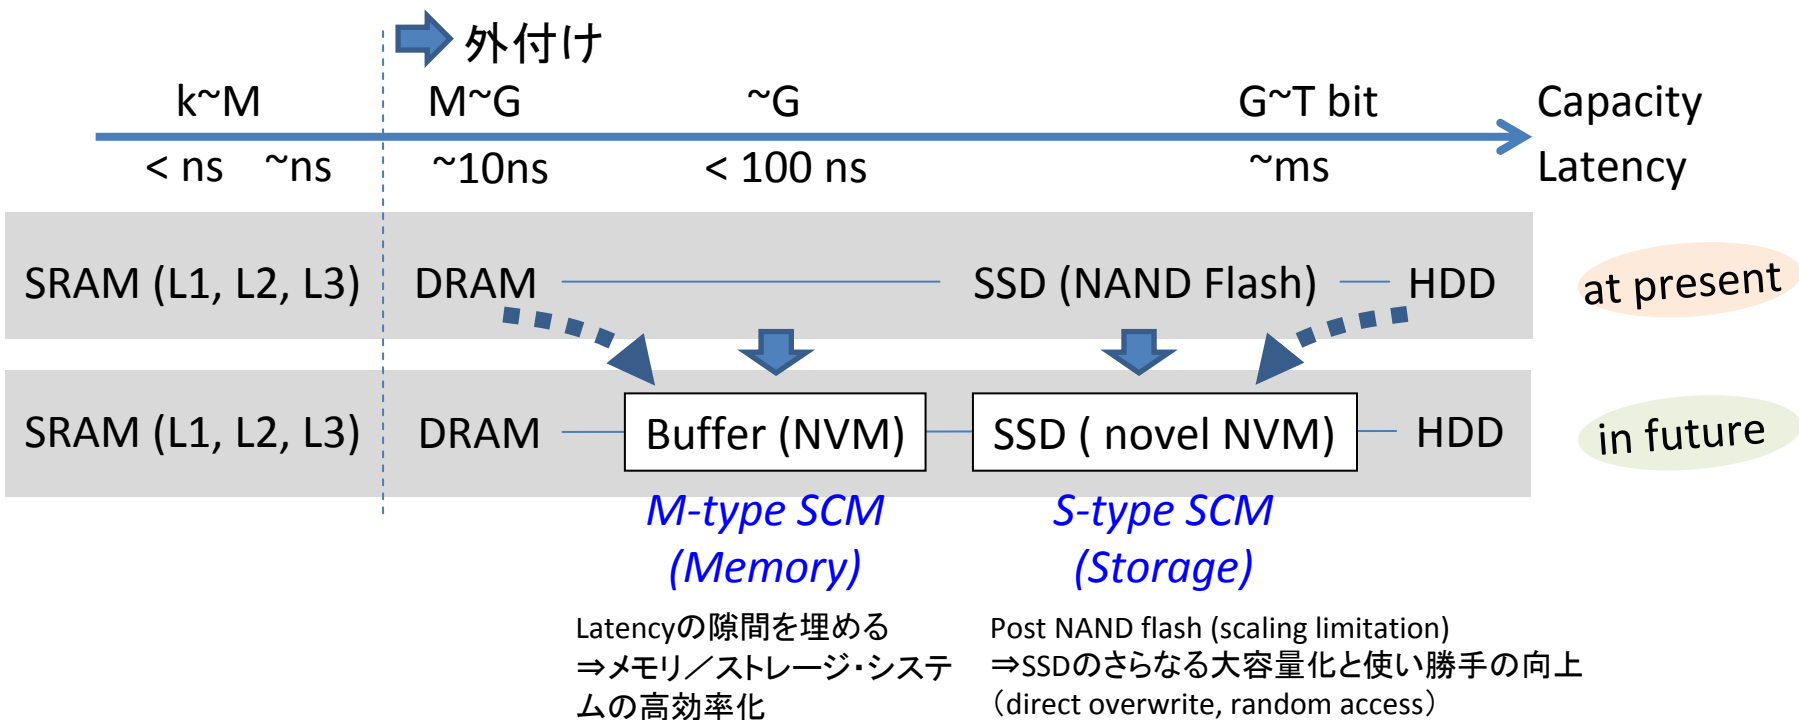 外付け
k~M M~G ~G G~T bit Capacity
< ns ~ns ~10ns < 100 ns ~ms Latency
SRAM (L1, L2, L3) DRAM SSD (NAND Flash) HDD at present
SRAM (L1, L2, L3) DRAM Buffer (NVM) SSD ( novel NVM) HDD in future
M-type SCM
(Memory)
S-type SCM
(Storage)
Latencyの隙間を埋める
⇒メモリ／ストレージ・システ
ムの高効率化
Post NAND flash (scaling limitation)
⇒SSDのさらなる大容量化と使い勝手の向上
（direct overwrite, random access）